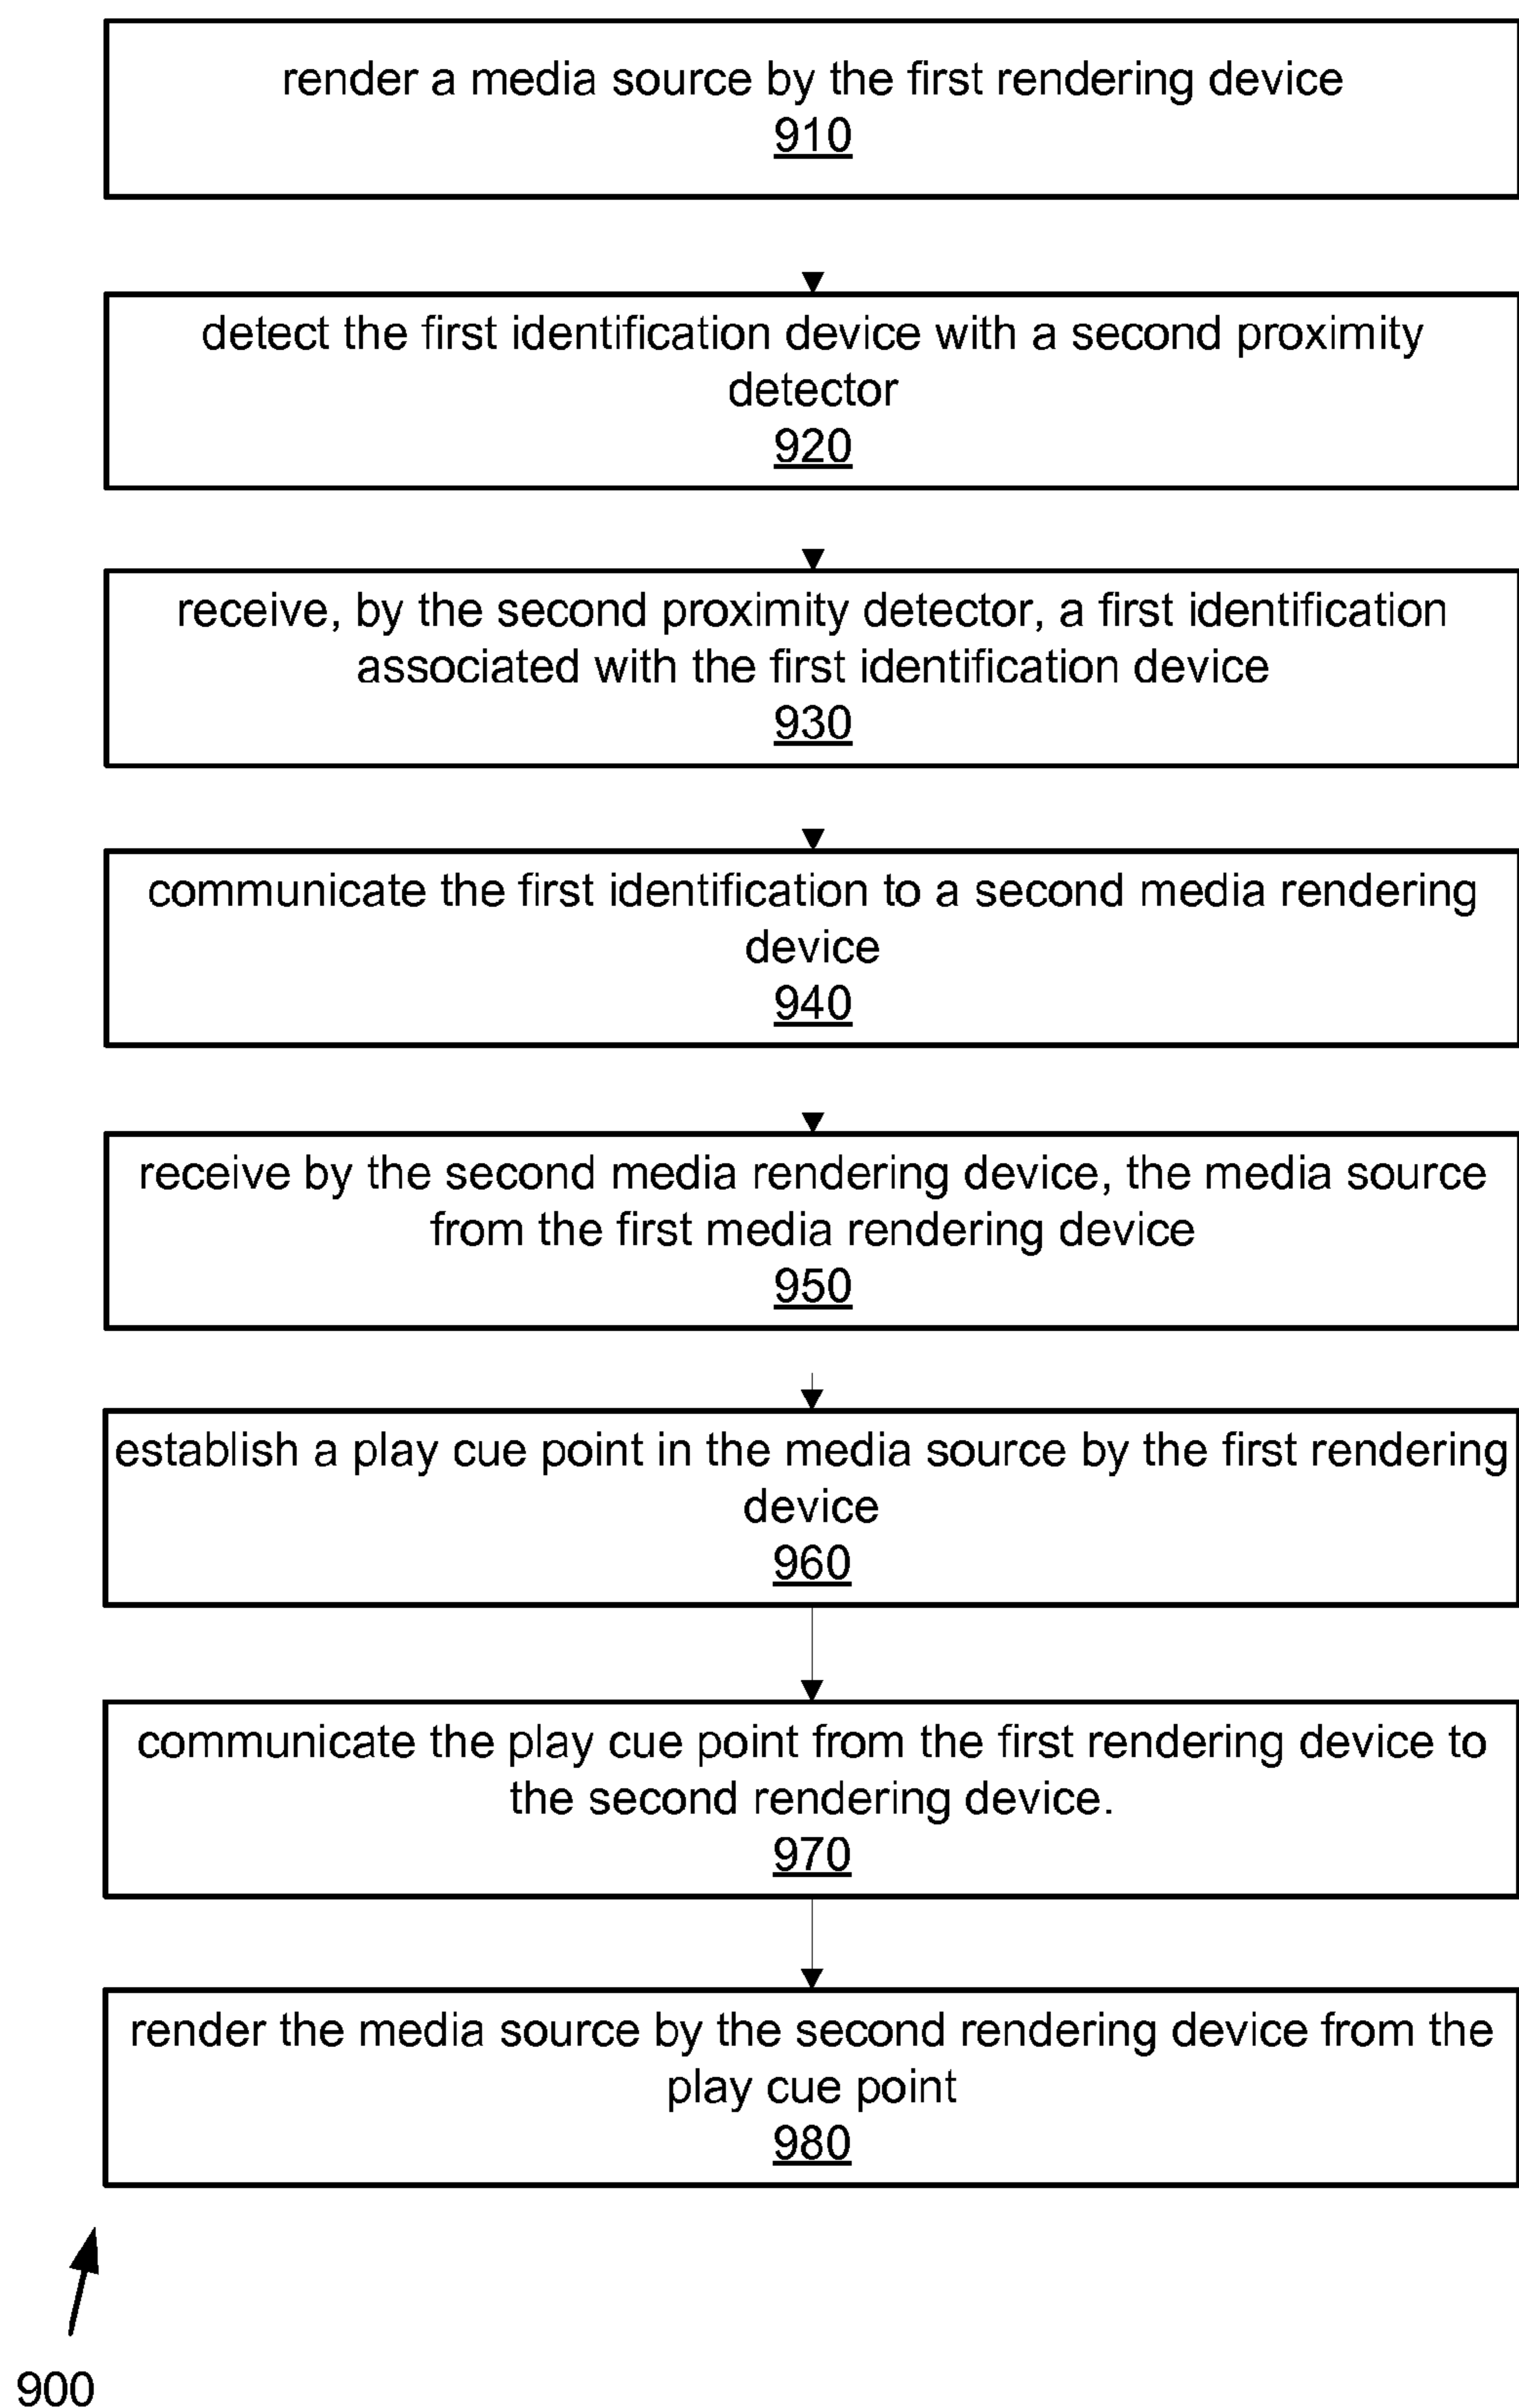 render a media source by the first rendering device
910
detect the first identification device with a second proximity
detector
920
receive, by the second proximity detector, a first identification
associated with the first identification device
930
communicate the first identification to a second media rendering
device
940
receive by the second media rendering device, the media source
from the first media rendering device
950
establish a play cue point in the media source by the first rendering
device
960
communicate the play cue point from the first rendering device to
the second rendering device.
970
render the media source by the second rendering device from the
play cue point
980
900